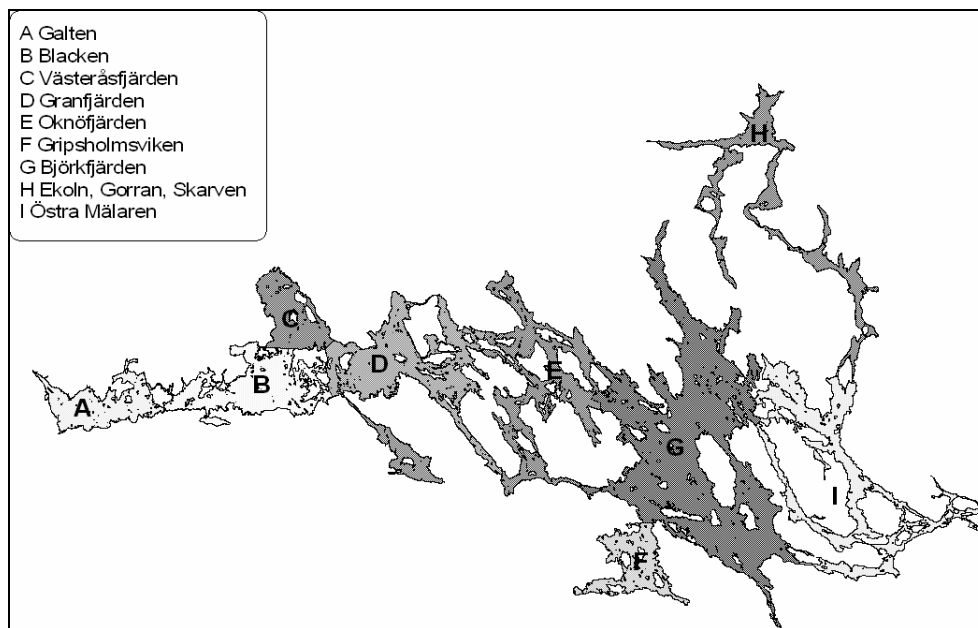 A Galten
B Blacken
C Västeråsfjärden
D Granfjärden
E Oknöfjärden
F Gripsholmsviken
G Björkfjärden
H Ekoln, Gorran, Skarven
I Östra Mälaren
H
C
D
E
B
A
G
I
F